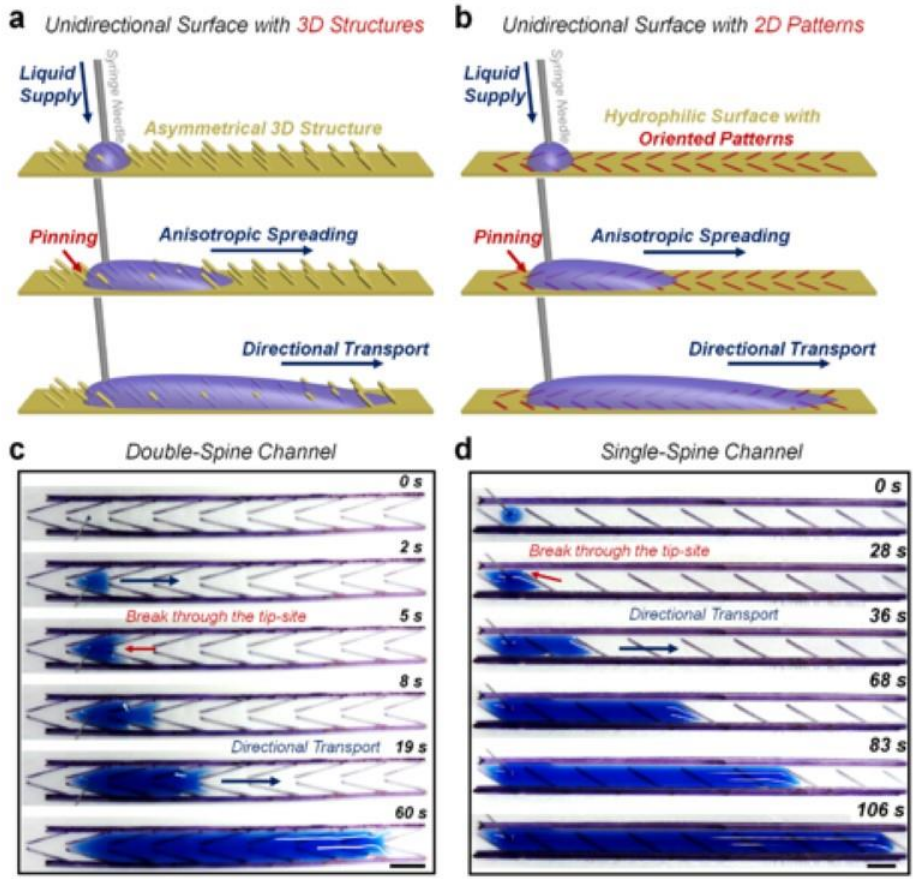 a
Unidirectional Surface with 3D Structures
Liquid
Supply
Syringe Needle
Asymmetrical 3D Structure
Pinning
Anisotropic Spreading
Directional Transport
b
Unidirectional Surface with 2D Patterns
Liquid
Supply
Syringe Needle
Hydrophilic Surface with
Oriented Patterns
Pinning
Anisotropic Spreading
Directional Transport
c
Double-Spine Channel
0 s
2 s
Break through the tip-site
5 s
8 s
Directional Transport
19 s
60 s
d
Single-Spine Channel
0 s
Break through the tip-site
28 s
Directional Transport
36 s
68 s
83 s
106 s